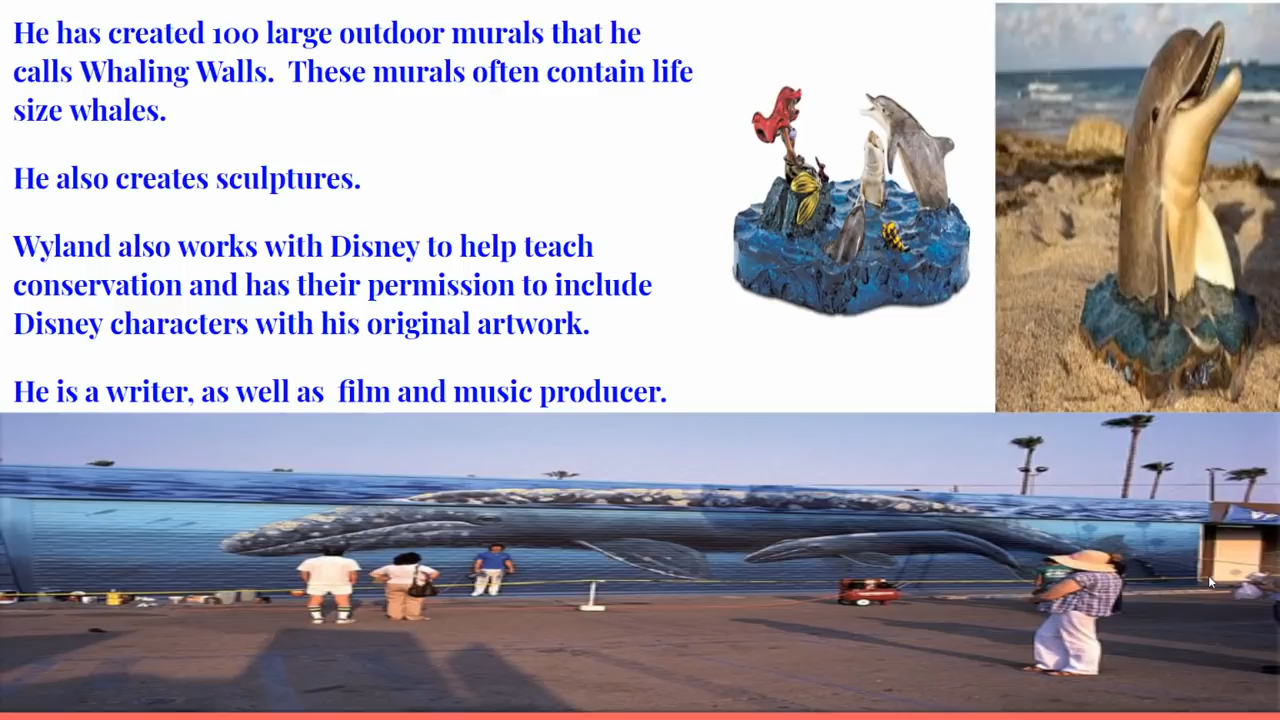 He has created 100 large outdoor murals that he
calls Whaling Walls.  These murals often contain life
size whales.
He also creates sculptures.
Wyland also works with Disney to help teach
conservation and has their permission to include
Disney characters with his original artwork.
He is a writer, as well as  film and music producer.